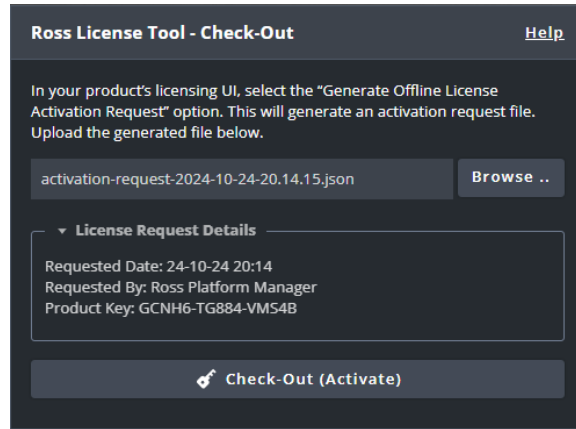 Ross License Tool - Check-Out
Help
In your product's licensing UI, select the “Generate Offline License
Activation Request” option. This will generate an activation request file.
Upload the generated file below.
activation-request-2024-10-24-20.14.15.json
Browse ..
License Request Details
Requested Date: 24-10-24 20:14
Requested By: Ross Platform Manager
Product Key: GCNH6-TG884-VMS4B
Check-Out (Activate)